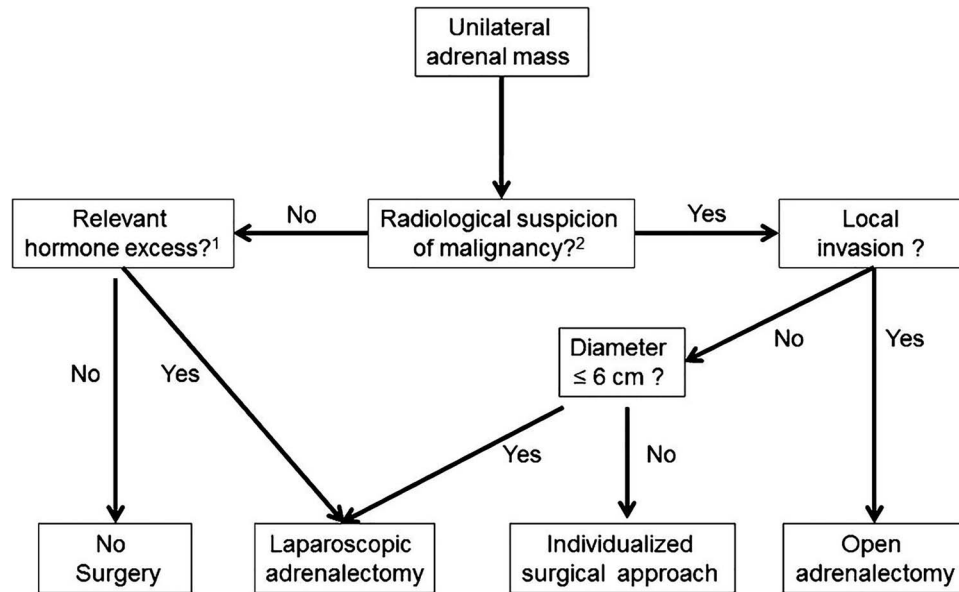 Unilateral
adrenal mass
No
Yes
Relevant
hormone excess?¹
Radiological suspicion
of malignancy?²
Local
invasion ?
No
Yes
Diameter
≤ 6 cm ?
No
Yes
Yes
No
No
Surgery
Laparoscopic
adrenalectomy
Individualized
surgical approach
Open
adrenalectomy